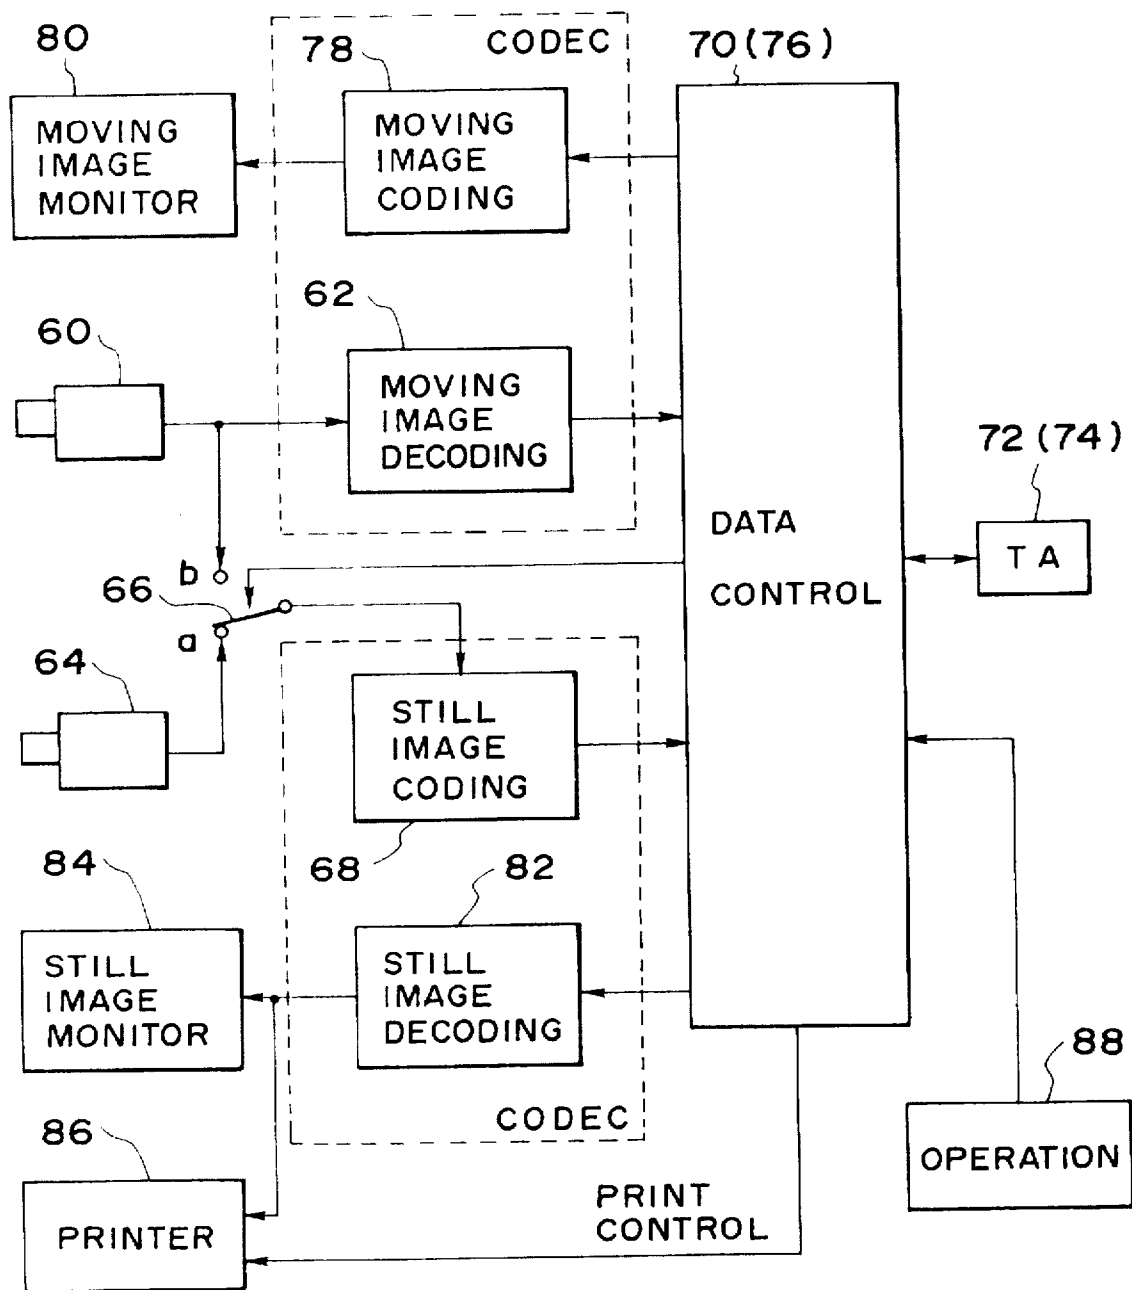 80
78
CODEC
70(76)
MOVING
IMAGE
MONITOR
MOVING
IMAGE
CODING
60
62
MOVING
IMAGE
DECODING
72(74)
TA
DATA
CONTROL
b
66
a
64
STILL
IMAGE
CODING
68
84
82
STILL
IMAGE
MONITOR
STILL
IMAGE
DECODING
88
CODEC
OPERATION
86
PRINTER
PRINT
CONTROL